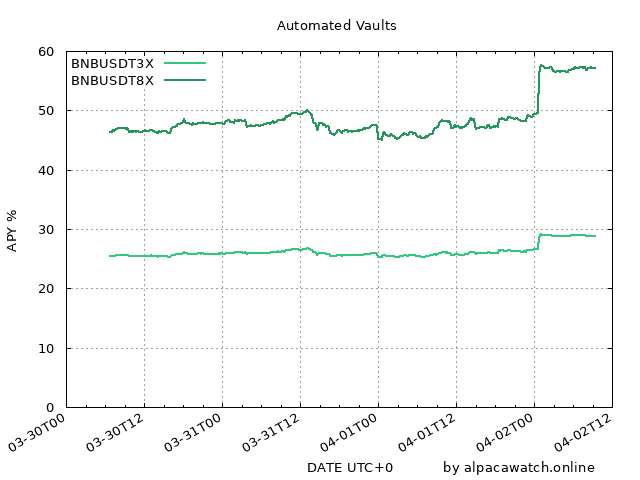 Automated Vaults
BNBUSDT3X
BNBUSDT8X
APY %
60
50
40
30
20
10
0
03-30T00
03-30T12
03-31T00
03-31T12
04-01T00
04-01T12
04-02T00
04-02T12
DATE UTC+0
by alpacawatch.online